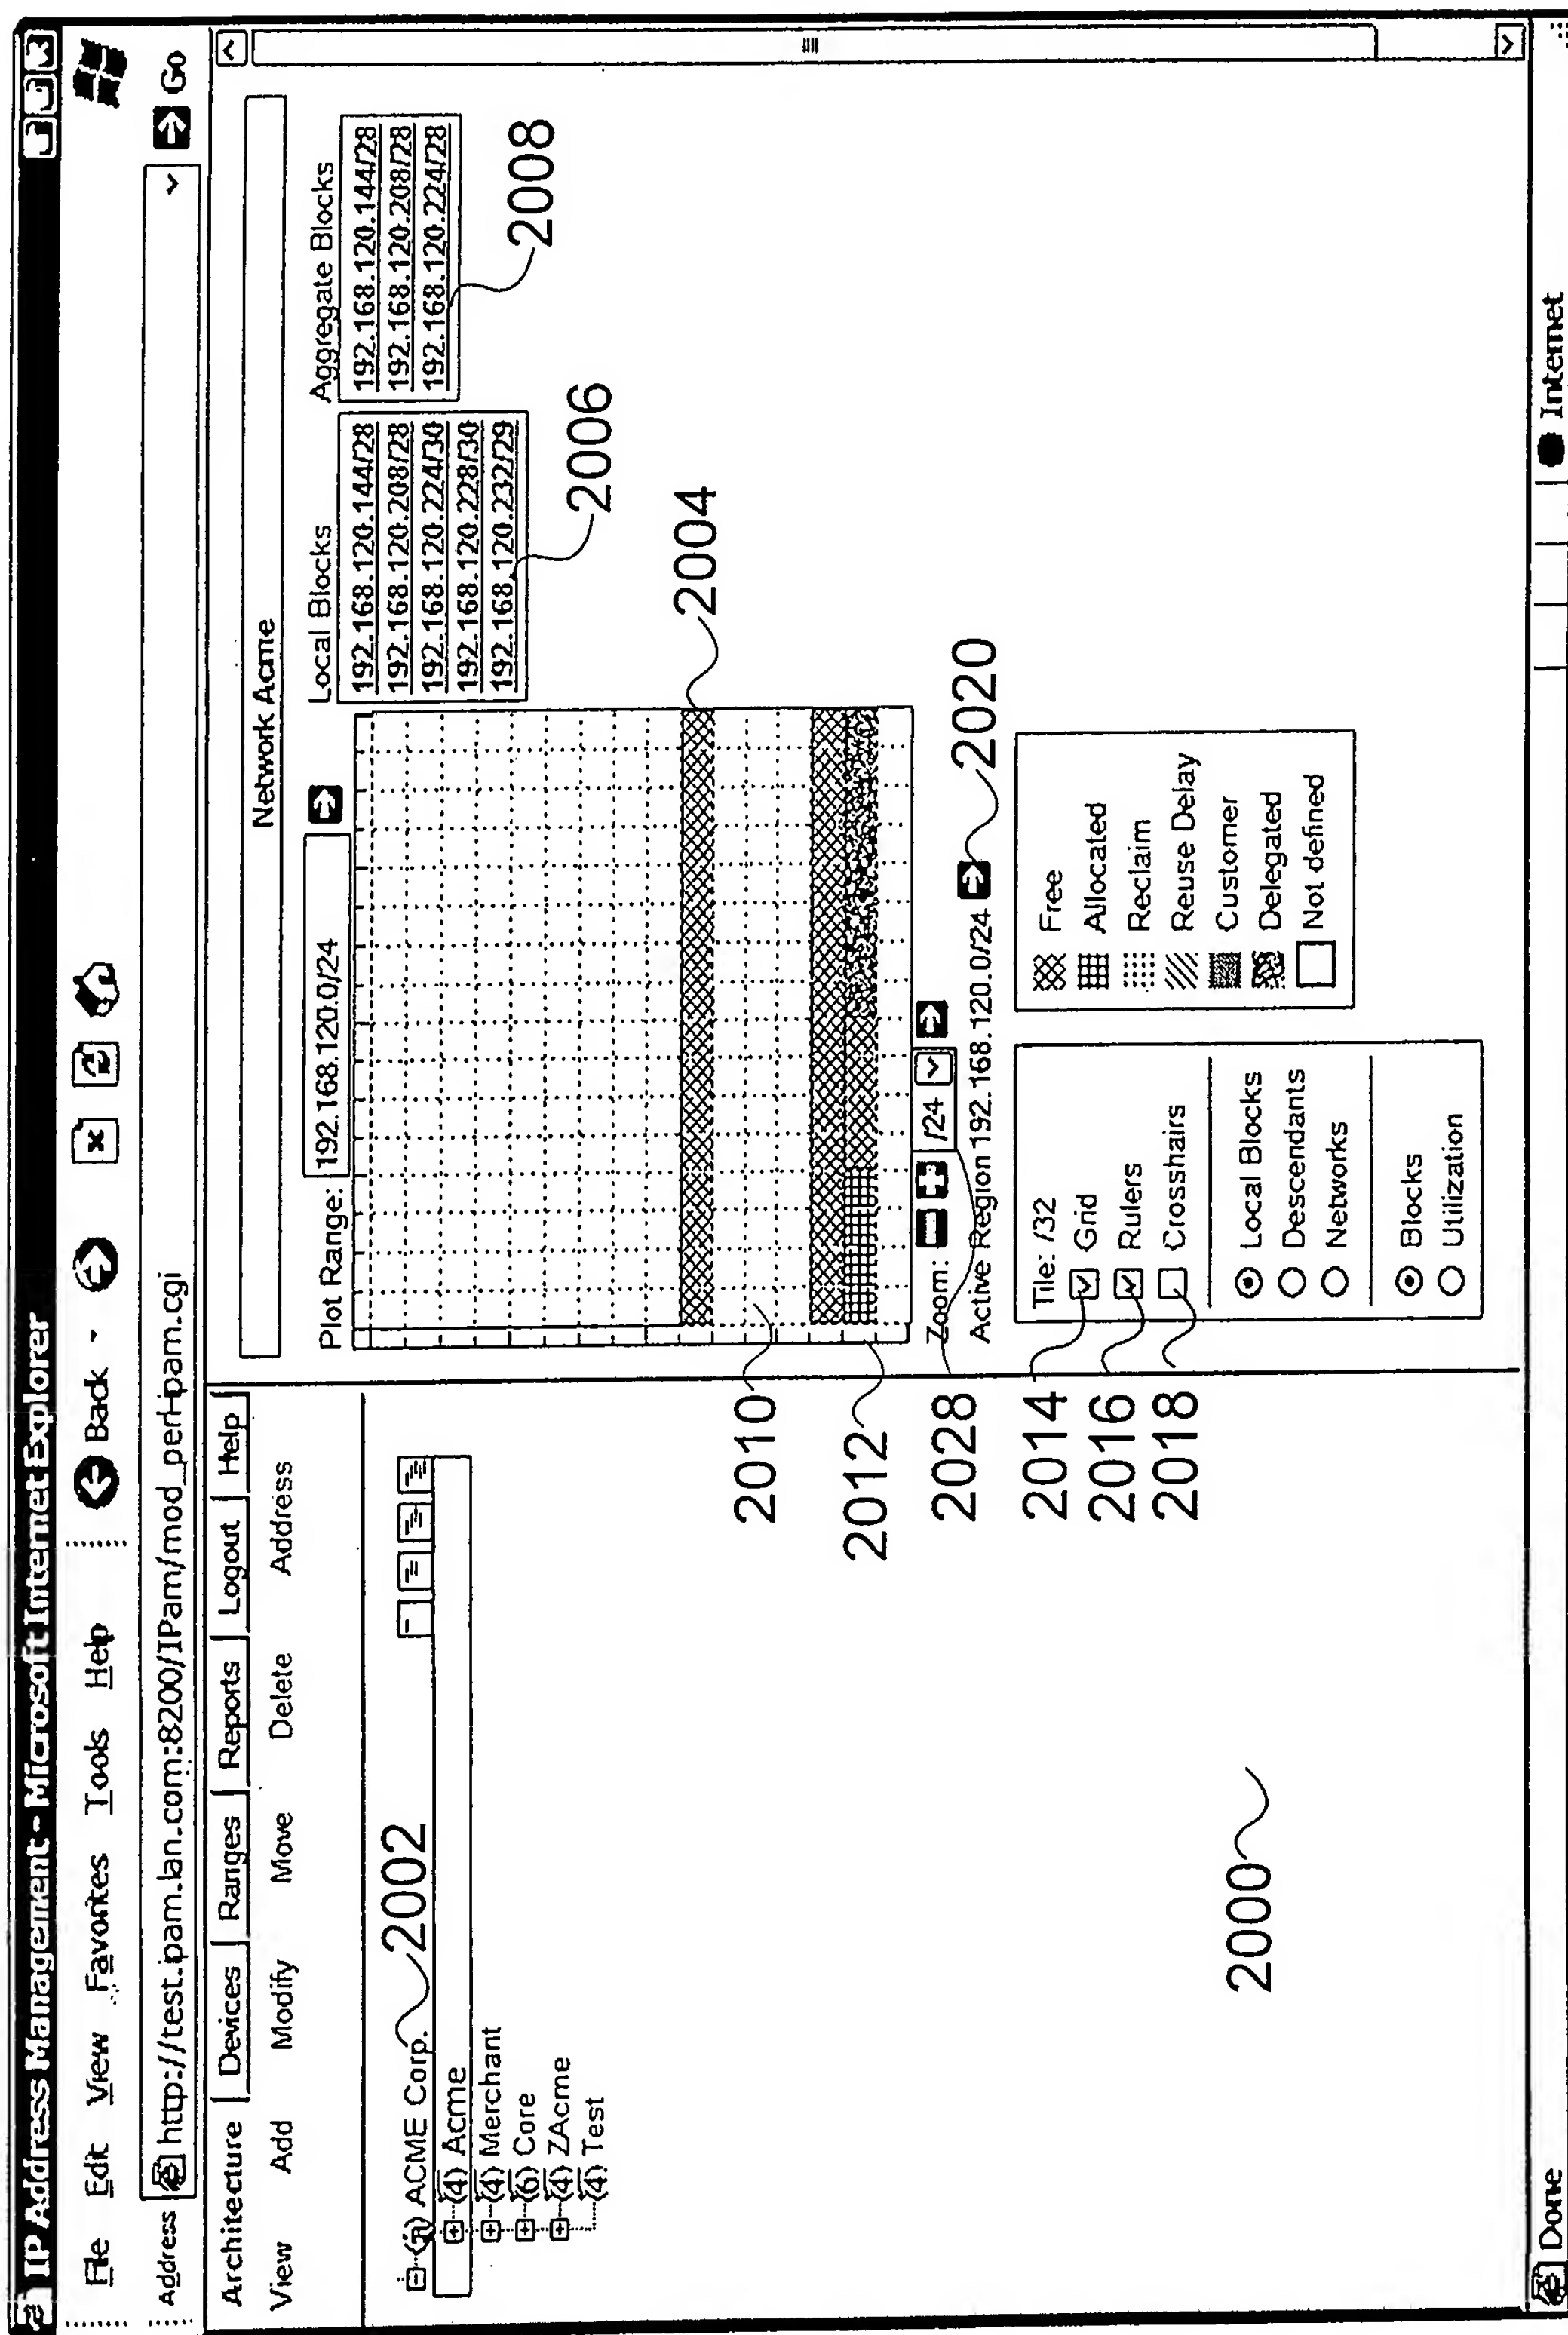 IP Address Management - Microsoft Internet Explorer
File Edit View Favorites Tools Help
Back
Address http://test.ipam.lan.com:8200/IPam/mod_perl-ipam.cgi
Go
Architecture Devices Ranges Reports Logout Help
View Add Modify Move Delete Address
ACME Corp.
2002
(4) Acme
(4) Merchant
(6) Core
(4) ZAcme
(4) Test
2000
Network Acme
Plot Range: 192.168.120.0/24
Local Blocks
192.168.120.144/28
192.168.120.208/28
192.168.120.224/30
192.168.120.228/30
192.168.120.232/29
2006
Aggregate Blocks
192.168.120.144/28
192.168.120.208/28
192.168.120.224/28
2008
2004
2010
2012
Zoom: /24
2028
Active Region 192.168.120.0/24
2020
Tile: /32
2014
Grid
2016
Rulers
2018
Crosshairs
Local Blocks
Descendants
Networks
Blocks
Utilization
Free
Allocated
Reclaim
Reuse Delay
Customer
Delegated
Not defined
Done
Internet